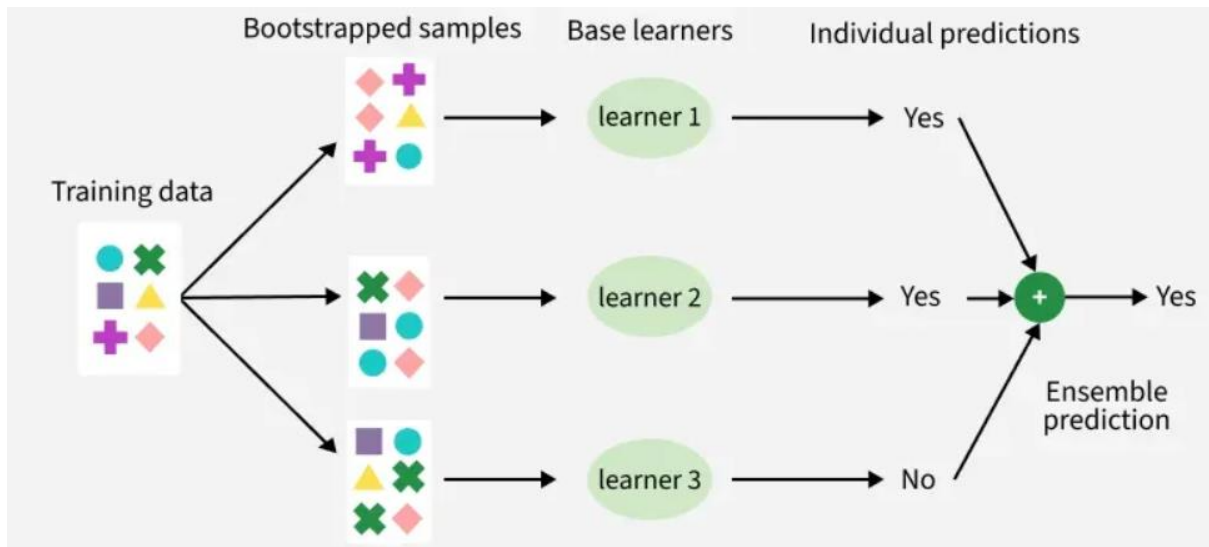 Bootstrapped samples
Base learners
Individual predictions
learner 1
Yes
Training data
learner 2
Yes
+
Yes
Ensemble
prediction
learner 3
No